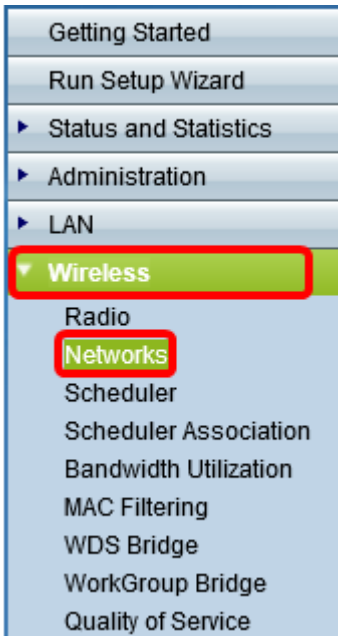 Getting Started
Run Setup Wizard
Status and Statistics
Administration
LAN
Wireless
Radio
Networks
Scheduler
Scheduler Association
Bandwidth Utilization
MAC Filtering
WDS Bridge
WorkGroup Bridge
Quality of Service